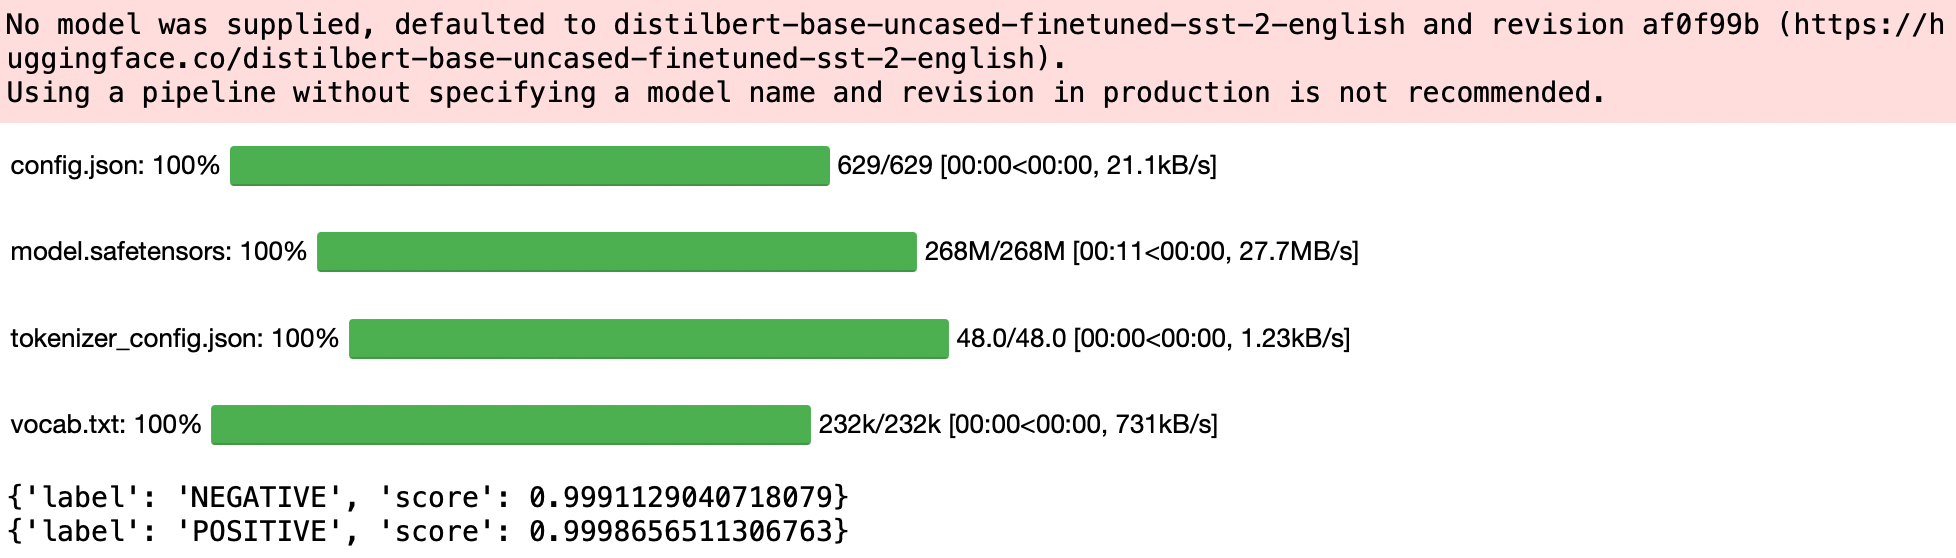 No model was supplied, defaulted to distilbert-base-uncased-finetuned-sst-2-english and revision af0f99b (https://h
uggingface.co/distilbert-base-uncased-finetuned-sst-2-english).
Using a pipeline without specifying a model name and revision in production is not recommended.
config.json: 100% 629/629 [00:00<00:00, 21.1kB/s]
model.safetensors: 100% 268M/268M [00:11<00:00, 27.7MB/s]
tokenizer_config.json: 100% 48.0/48.0 [00:00<00:00, 1.23kB/s]
vocab.txt: 100% 232k/232k [00:00<00:00, 731kB/s]
{'label': 'NEGATIVE', 'score': 0.9991129040718079}
{'label': 'POSITIVE', 'score': 0.9998656511306763}